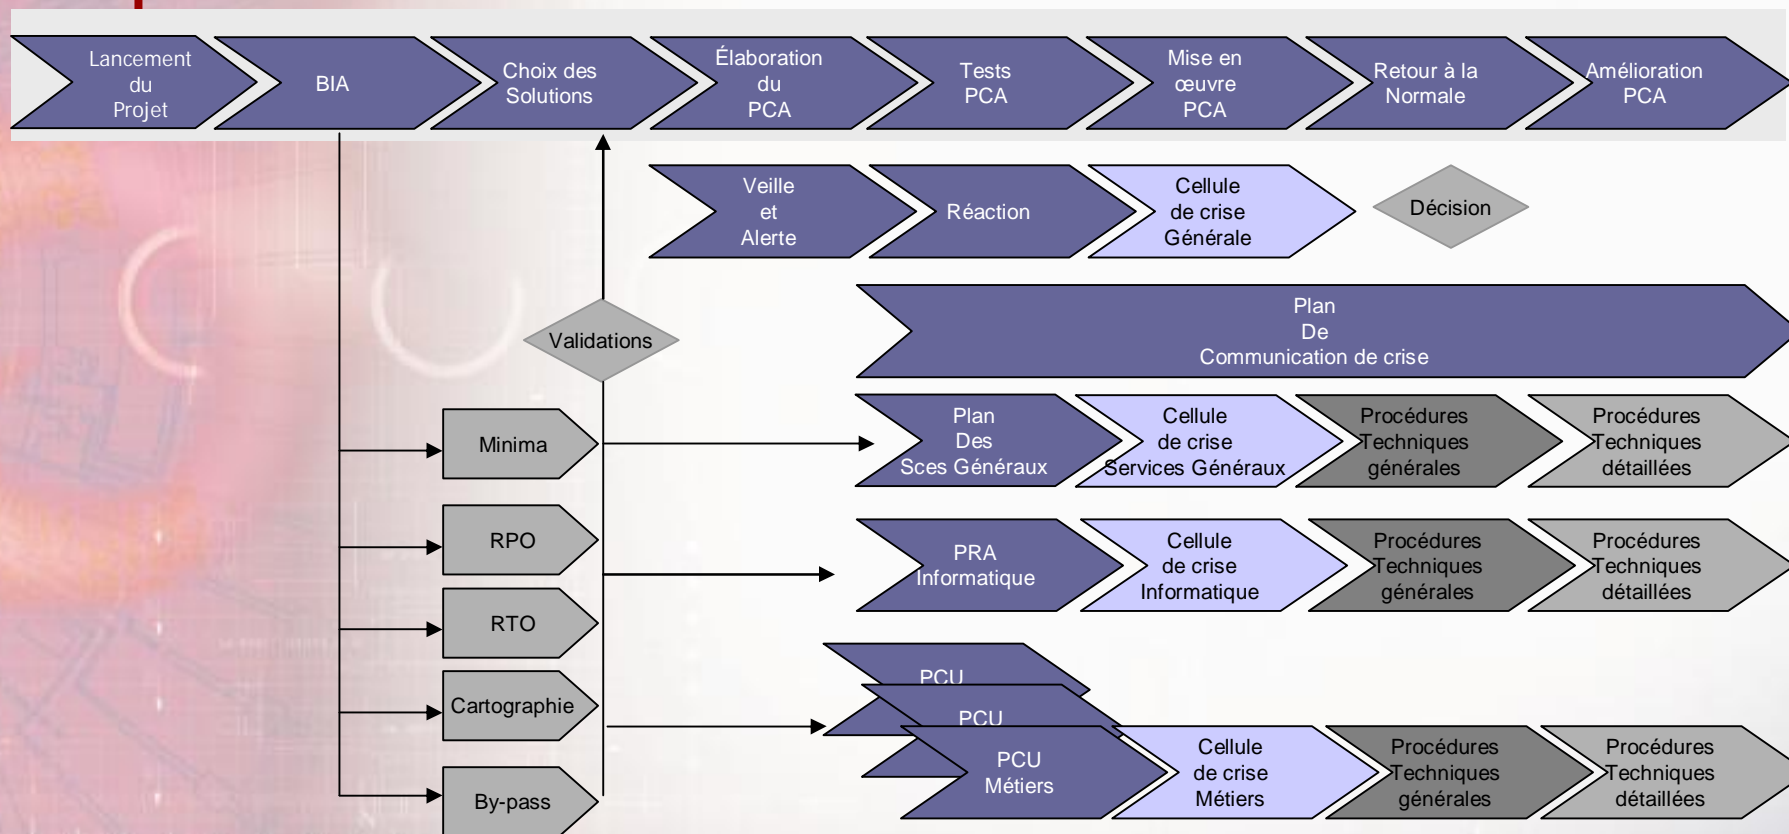 Lancement
du
Projet
BIA
Choix des
Solutions
Élaboration
du
PCA
Tests
PCA
Mise en
œuvre
PCA
Retour à la
Normale
Amélioration
PCA
Veille
et
Alerte
Réaction
Cellule
de crise
Générale
Décision
Plan
De
Communication de crise
Validations
Minima
Plan
Des
Sces Généraux
Cellule
de crise
Services Généraux
Procédures
Techniques
générales
Procédures
Techniques
détaillées
RPO
PRA
Informatique
Cellule
de crise
Informatique
Procédures
Techniques
générales
Procédures
Techniques
détaillées
RTO
Cartographie
PCU
PCU
PCU
Métiers
Cellule
de crise
Métiers
Procédures
Techniques
générales
Procédures
Techniques
détaillées
By-pass